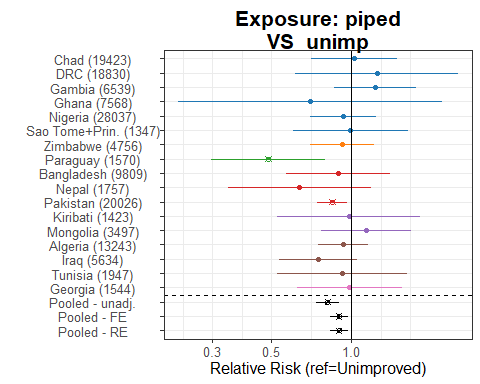 Exposure: piped
VS unimp
Chad (19423)
DRC (18830)
Gambia (6539)
Ghana (7568)
Nigeria (28037)
Sao Tome+Prin. (1347)
Zimbabwe (4756)
Paraguay (1570)
Bangladesh (9809)
Nepal (1757)
Pakistan (20026)
Kiribati (1423)
Mongolia (3497)
Algeria (13243)
Iraq (5634)
Tunisia (1947)
Georgia (1544)
Pooled - unadj.
Pooled - FE
Pooled - RE
0.3 0.5 1.0
Relative Risk (ref=Unimproved)